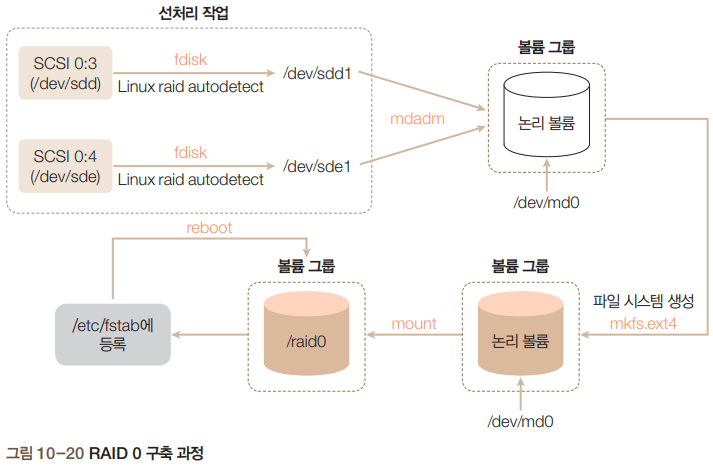 선처리 작업
SCSI 0:3
(/dev/sdd)
fdisk
Linux raid autodetect
/dev/sdd1
SCSI 0:4
(/dev/sde)
fdisk
Linux raid autodetect
/dev/sde1
mdadm
볼륨 그룹
논리 볼륨
/dev/md0
파일 시스템 생성
mkfs.ext4
볼륨 그룹
논리 볼륨
/dev/md0
mount
볼륨 그룹
/raid0
/etc/fstab에
등록
reboot
그림 10-20 RAID 0 구축 과정